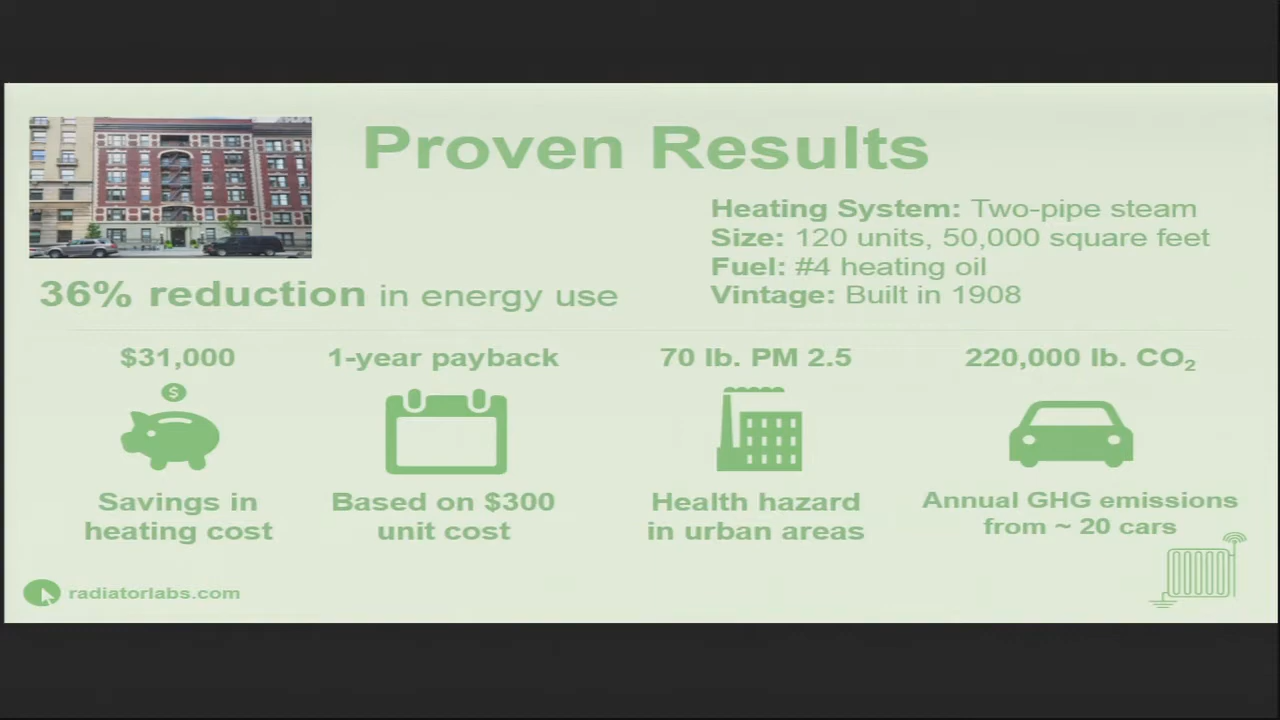 Proven Results
Heating System: Two-pipe steam
Size: 120 units, 50,000 square feet
Fuel: #4 heating oil
Vintage: Built in 1908
36% reduction in energy use
$31,000
$
Savings in
heating cost
1-year payback
Based on $300
unit cost
70 lb. PM 2.5
Health hazard
in urban areas
220,000 lb. CO₂
Annual GHG emissions
from ~ 20 cars
radiatorlabs.com